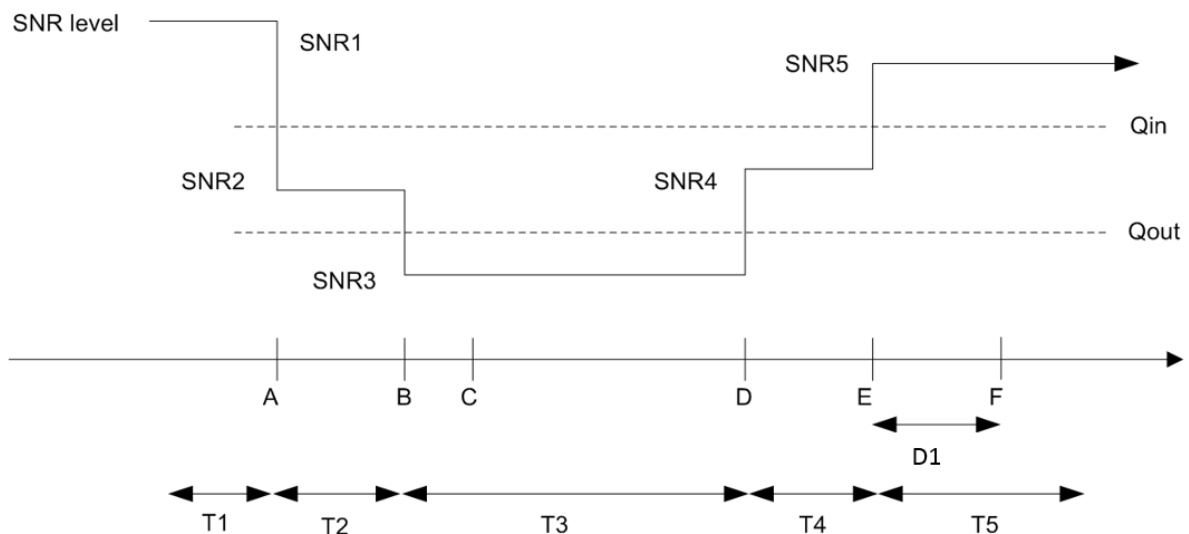 SNR level
SNR1
SNR5
Qin
SNR2
SNR4
Qout
SNR3
A
B
C
D
E
F
D1
T1
T2
T3
T4
T5